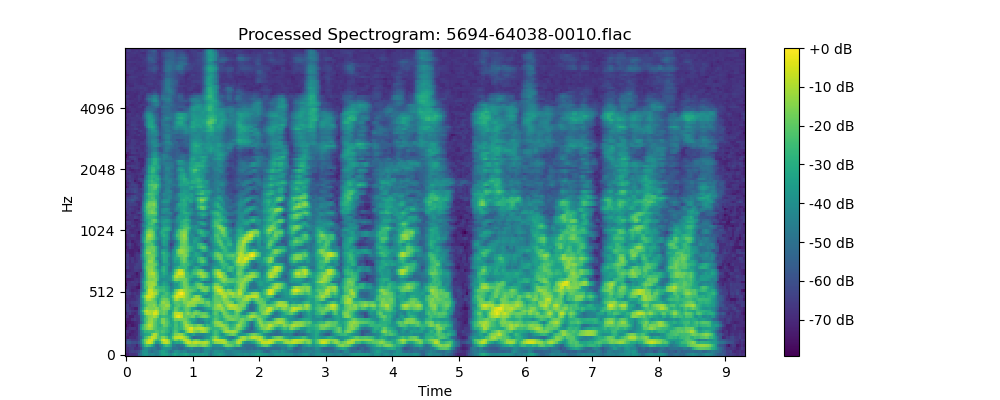 Processed Spectrogram: 5694-64038-0010.flac
Hz
4096
2048
1024
512
0
0 1 2 3 4 5 6 7 8 9
Time
+0 dB
-10 dB
-20 dB
-30 dB
-40 dB
-50 dB
-60 dB
-70 dB